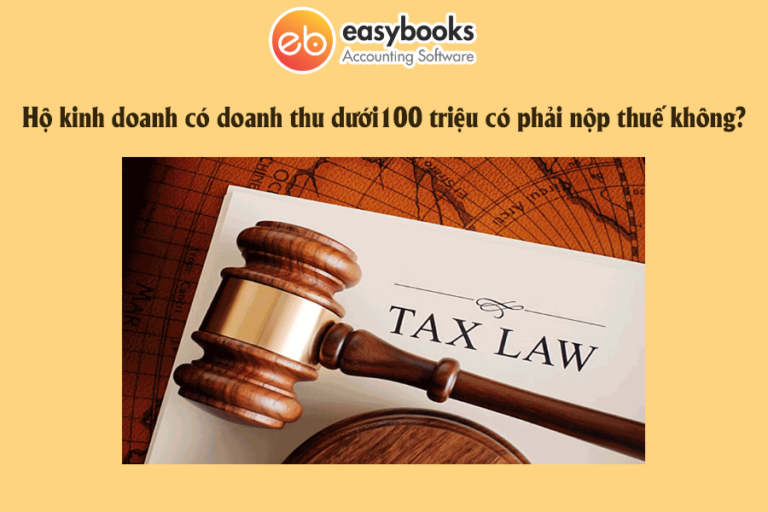 eb easybooks
Accounting Software
Hộ kinh doanh có doanh thu dưới100 triệu có phải nộp thuế không?
TAX LAW